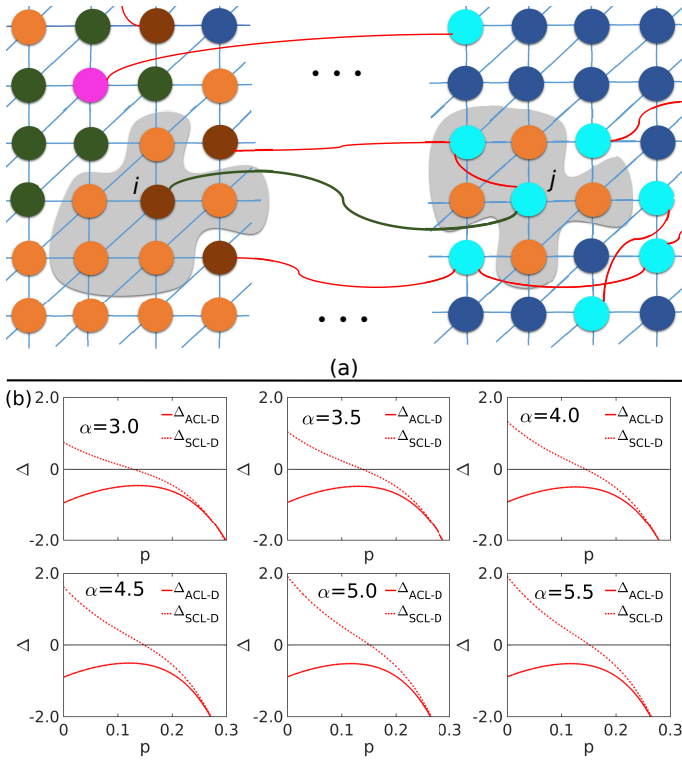 • • •
i
j
• • •
(a)
(b)
2.0
α=3.0
Δ_ACL-D
Δ_SCL-D
Δ
0
-2.0
p
2.0
α=3.5
Δ_ACL-D
Δ_SCL-D
Δ
0
-2.0
p
2.0
α=4.0
Δ_ACL-D
Δ_SCL-D
Δ
0
-2.0
p
2.0
α=4.5
Δ_ACL-D
Δ_SCL-D
Δ
0
-2.0
0 0.1 0.2 0.3
p
2.0
α=5.0
Δ_ACL-D
Δ_SCL-D
Δ
0
-2.0
0 0.1 0.2 0.3
p
2.0
α=5.5
Δ_ACL-D
Δ_SCL-D
Δ
0
-2.0
0 0.1 0.2 0.3
p